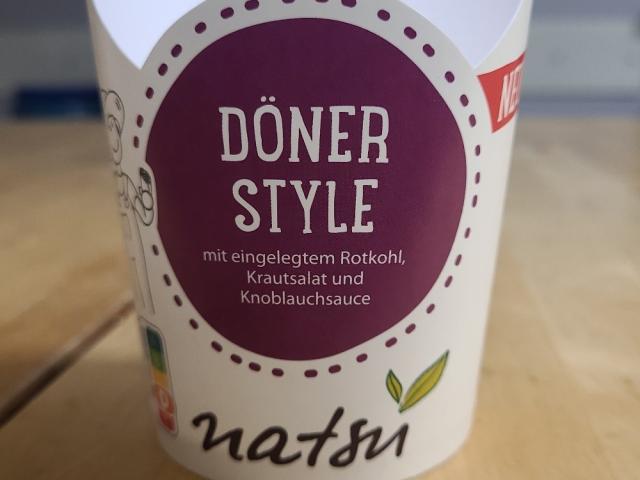 DÖNER
STYLE
mit eingelegtem Rotkohl,
Krautsalat und
Knoblauchsauce
natsu